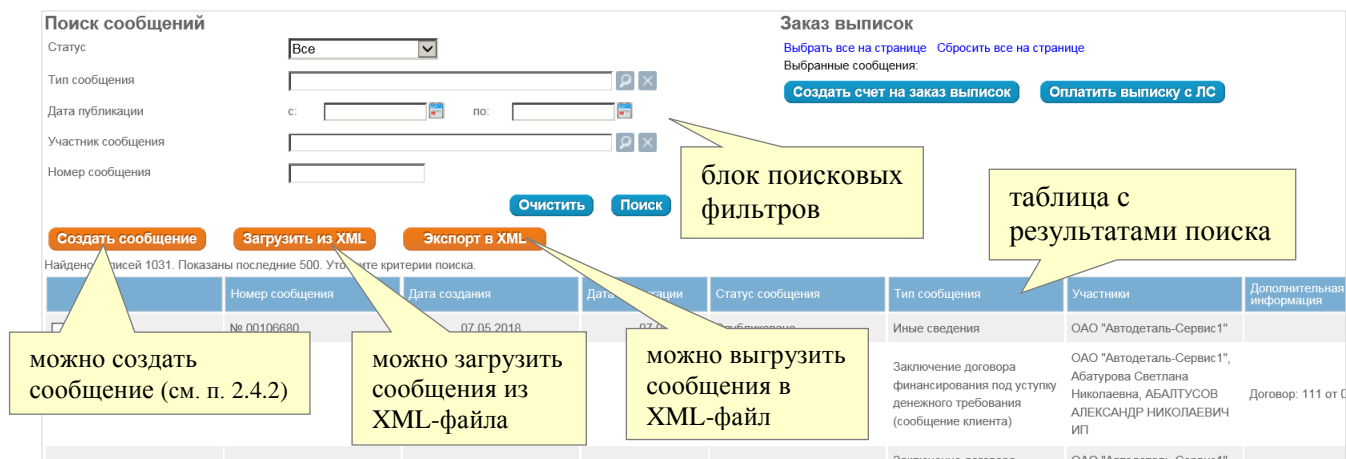 Поиск сообщений
Заказ выписок
Статус
Все
Выбрать все на странице Сбросить все на странице
Выбранные сообщения:
Тип сообщения
Создать счет на заказ выписок
Оплатить выписку с ЛС
Дата публикации
с:
по:
Участник сообщения
Номер сообщения
блок поисковых
фильтров
таблица с
результатами поиска
Очистить
Поиск
Создать сообщение
Загрузить из XML
Экспорт в XML
1031. Показаны последние 500. критерии поиска.
Номер сообщения
Дата создания
Дата
Статус сообщения
Тип сообщения
Участники
Дополнительная
информация
№ 00106680
07.05.2018
Иные сведения
ОАО "Автодеталь-Сервис1"
можно создать
сообщение (см. п. 2.4.2)
можно загрузить
сообщения из
XML-файла
можно выгрузить
сообщения в
XML-файл
Заключение договора
финансирования под уступку
денежного требования
(сообщение клиента)
ОАО "Автодеталь-Сервис1",
Абатурова Светлана
Николаевна, АБАЛТУСОВ
АЛЕКСАНДР НИКОЛАЕВИЧ
ИП
Договор: 111 от